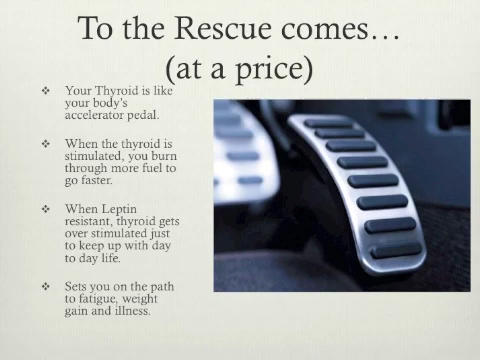 To the Rescue comes…
(at a price)
Your Thyroid is like
your body's
accelerator pedal.
When the thyroid is
stimulated, you burn
through more fuel to
go faster.
When Leptin
resistant, thyroid gets
over stimulated just
to keep up with day
to day life.
Sets you on the path
to fatigue, weight
gain and illness.